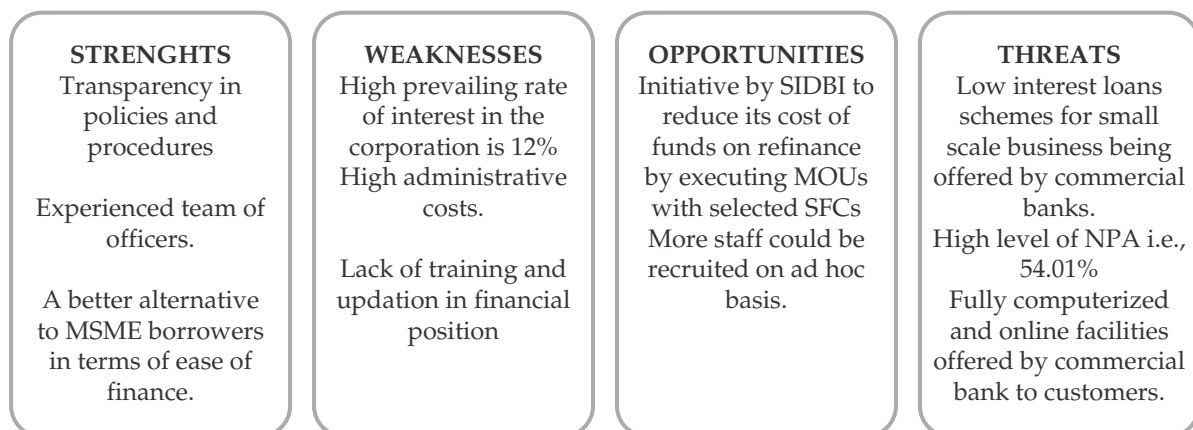 STRENGHTS
Transparency in
policies and
procedures
Experienced team of
officers.
A better alternative
to MSME borrowers
in terms of ease of
finance.
WEAKNESSES
High prevailing rate
of interest in the
corporation is 12%
High administrative
costs.
Lack of training and
updation in financial
position
OPPORTUNITIES
Initiative by SIDBI to
reduce its cost of
funds on refinance
by executing MOUs
with selected SFCs
More staff could be
recruited on ad hoc
basis.
THREATS
Low interest loans
schemes for small
scale business being
offered by commercial
banks.
High level of NPA i.e.,
54.01%
Fully computerized
and online facilities
offered by commercial
bank to customers.